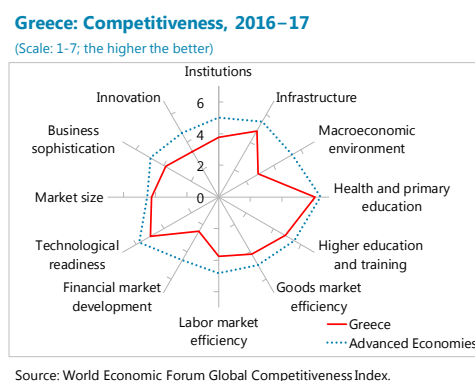 Greece: Competitiveness, 2016–17
(Scale: 1-7; the higher the better)
Institutions
Innovation
Infrastructure
6
Business
sophistication
Macroeconomic
environment
4
2
Market size
0
Health and primary
education
Technological
readiness
Higher education
and training
Financial market
development
Goods market
efficiency
Labor market
efficiency
Greece
Advanced Economies
Source: World Economic Forum Global Competitiveness Index.